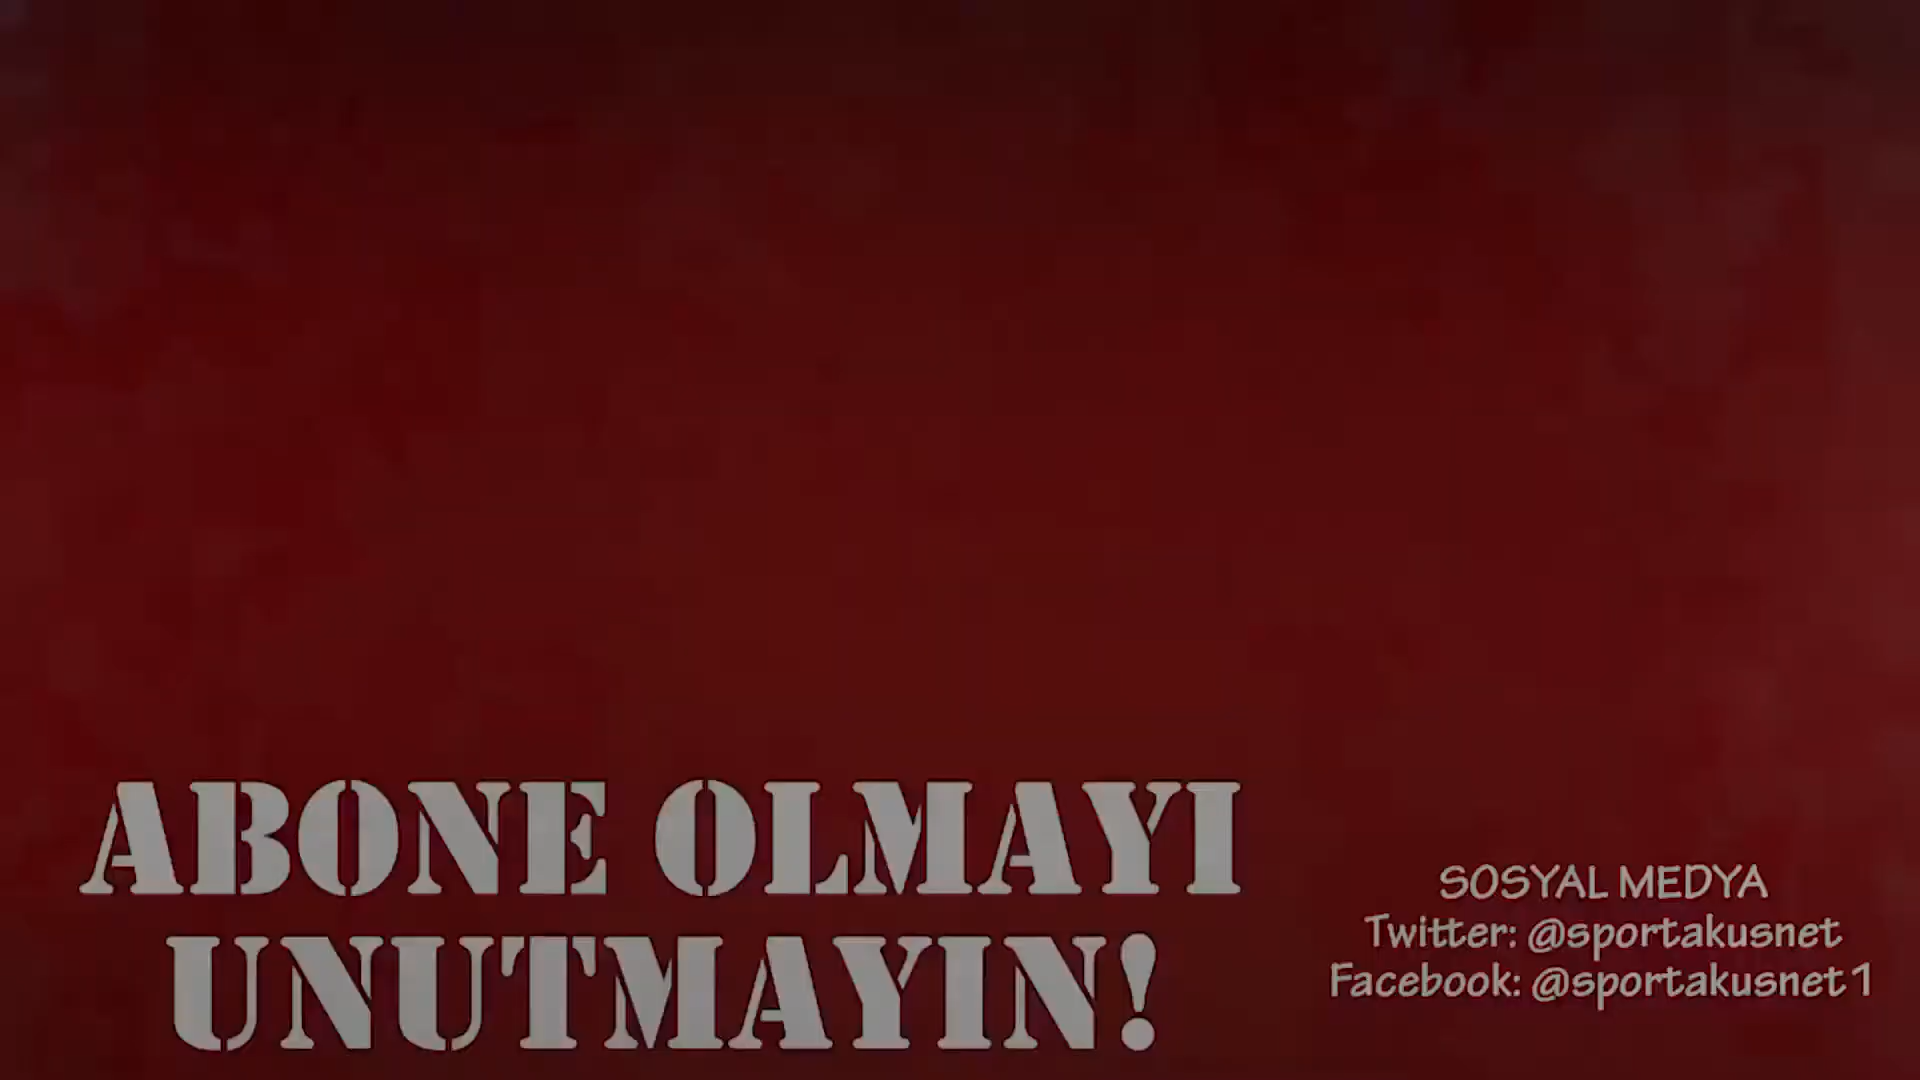 ABONE OLMAYI
UNUTMAYIN!
SOSYAL MEDYA
Twitter: @sportakusnet
Facebook: @sportakusnet1